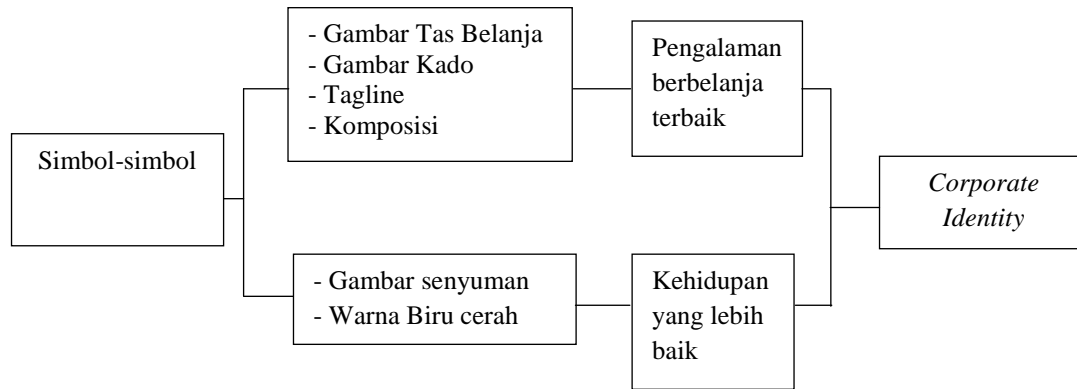 Simbol-simbol
- Gambar Tas Belanja
- Gambar Kado
- Tagline
- Komposisi
Pengalaman
berbelanja
terbaik
- Gambar senyuman
- Warna Biru cerah
Kehidupan
yang lebih
baik
Corporate
Identity